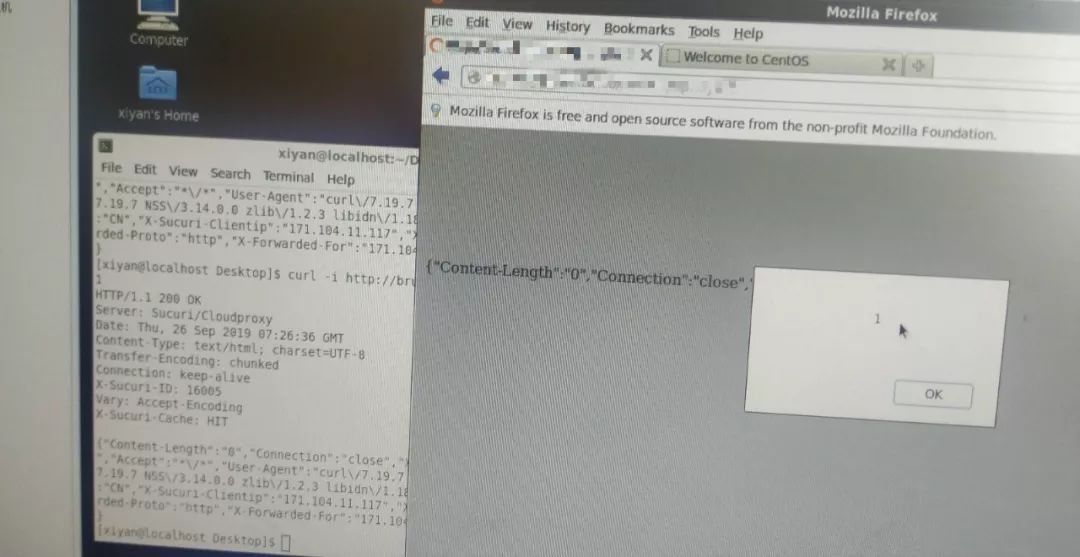 机
Computer
xiyan's Home
xiyan@localhost:~/D
File Edit View Search Terminal Help
","Accept":"*\/*","User-Agent":"curl\/7.19.7
7.19.7 NSS\/3.14.0.0 zlib\/1.2.3 libidn\/1.18
:"CN","X-Sucuri-Clientip":"171.104.11.117","X
rded-Proto":"http","X-Forwarded-For":"171.104
}
[xiyan@localhost Desktop]$ curl -i http://bru
1
HTTP/1.1 200 OK
Server: Sucuri/Cloudproxy
Date: Thu, 26 Sep 2019 07:26:36 GMT
Content-Type: text/html; charset=UTF-8
Transfer-Encoding: chunked
Connection: keep-alive
X-Sucuri-ID: 16005
Vary: Accept-Encoding
X-Sucuri-Cache: HIT
{"Content-Length":"0","Connection":"close","X
","Accept":"*\/*","User-Agent":"curl\/7.19.7
7.19.7 NSS\/3.14.0.0 zlib\/1.2.3 libidn\/1.18
:"CN","X-Sucuri-Clientip":"171.104.11.117","X
rded-Proto":"http","X-Forwarded-For":"171.104
}
[xiyan@localhost Desktop]$
Mozilla Firefox
File Edit View History Bookmarks Tools Help
Welcome to CentOS
Mozilla Firefox is free and open source software from the non-profit Mozilla Foundation.
{"Content-Length":"0","Connection":"close","
1
OK